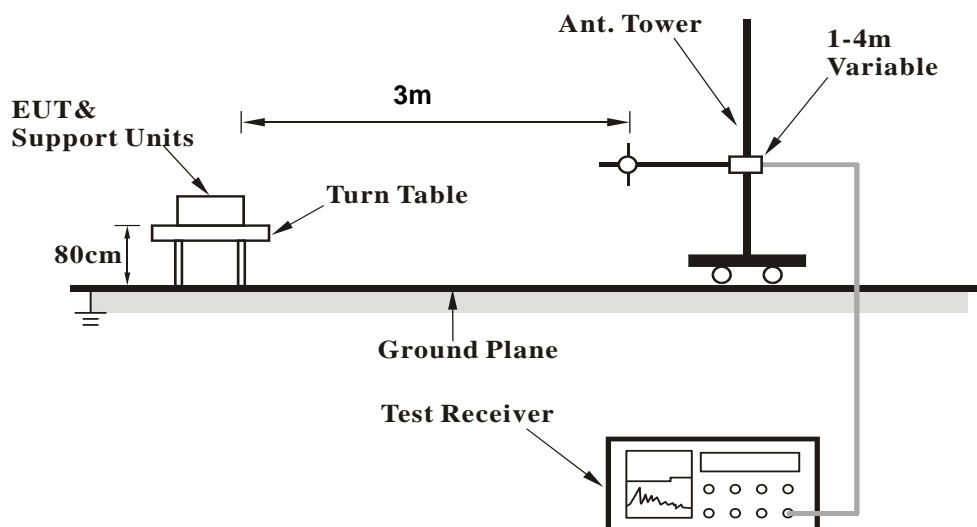 Ant. Tower
1-4m
Variable
3m
EUT&
Support Units
Turn Table
80cm
Ground Plane
Test Receiver